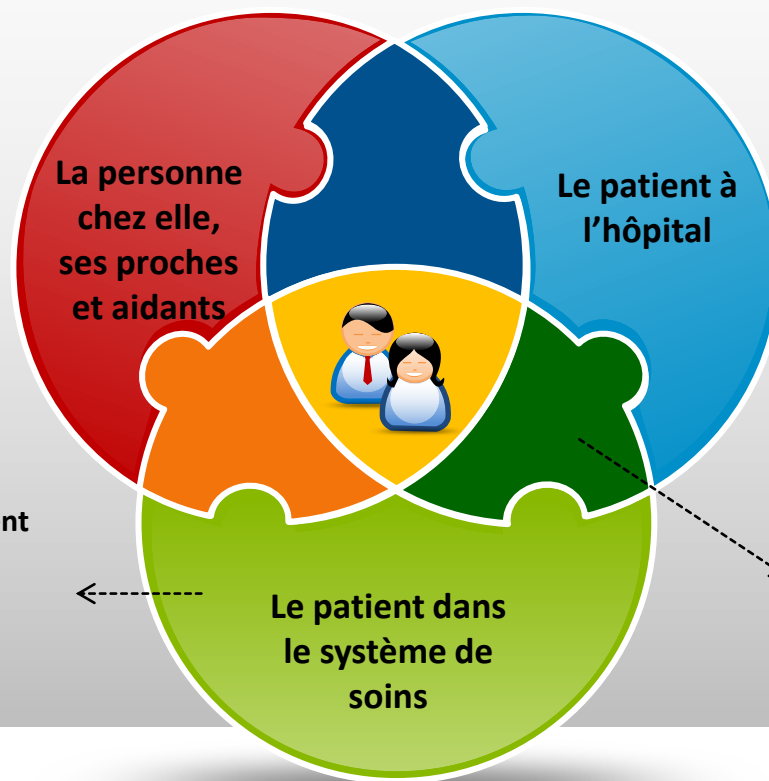 La personne
chez elle,
ses proches
et aidants
Le patient à
l’hôpital
Le patient dans
le système de
soins